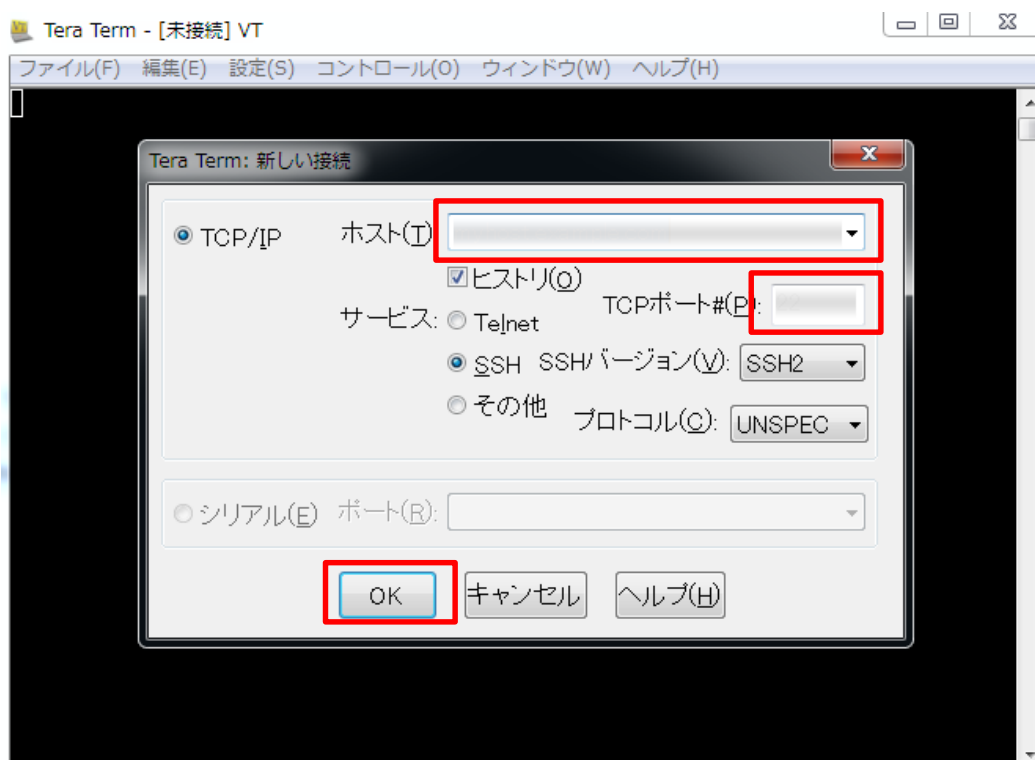 Tera Term - [未接続] VT
ファイル(F) 編集(E) 設定(S) コントロール(O) ウィンドウ(W) ヘルプ(H)
Tera Term: 新しい接続
TCP/IP ホスト(T)
ヒストリ(O)
サービス: Telnet TCPポート#(P):
SSH SSHバージョン(V): SSH2
その他 プロトコル(C): UNSPEC
シリアル(E) ポート(R):
OK キャンセル ヘルプ(H)